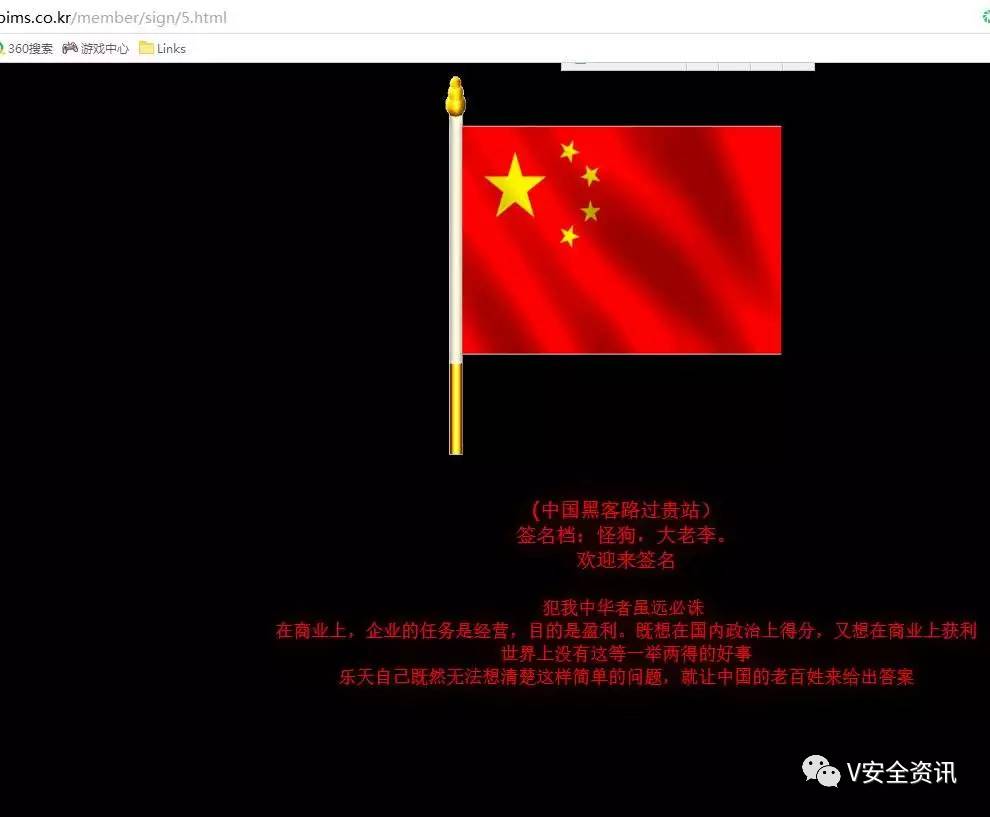 pims.co.kr/member/sign/5.html
360搜索 游戏中心 Links
(中国黑客路过贵站）
签名档：怪狗，大老李。
欢迎来签名
犯我中华者虽远必诛
在商业上，企业的任务是经营，目的是盈利。既想在国内政治上得分，又想在商业上获利
世界上没有这等一举两得的好事
乐天自己既然无法想清楚这样简单的问题，就让中国的老百姓来给出答案
V安全资讯